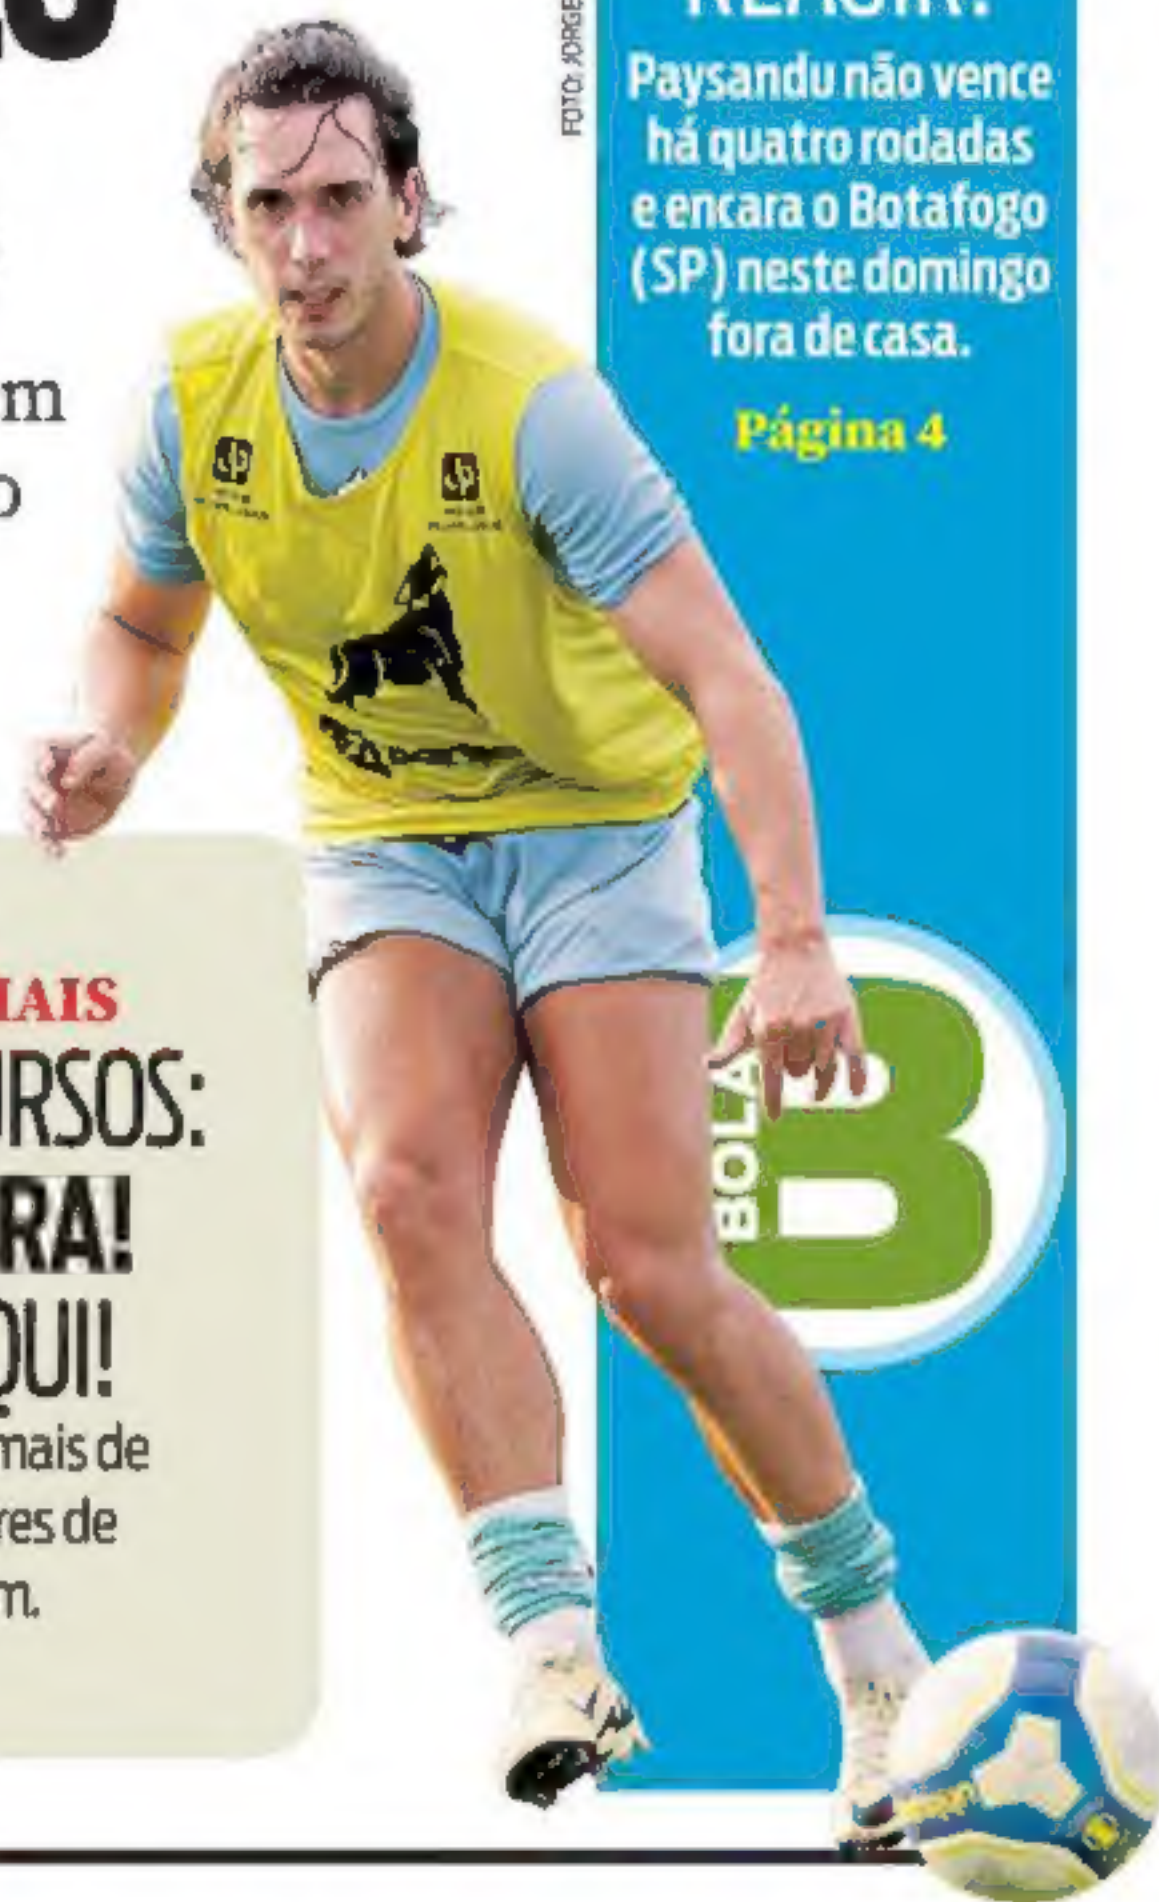 FOTO: JORGE
Paysandu não vence
há quatro rodadas
e encara o Botafogo
(SP) neste domingo
fora de casa.
Página 4
m
o
IAIS
RSOS:
RA!
QUI!
mais de
res de
m.
BOLA
B